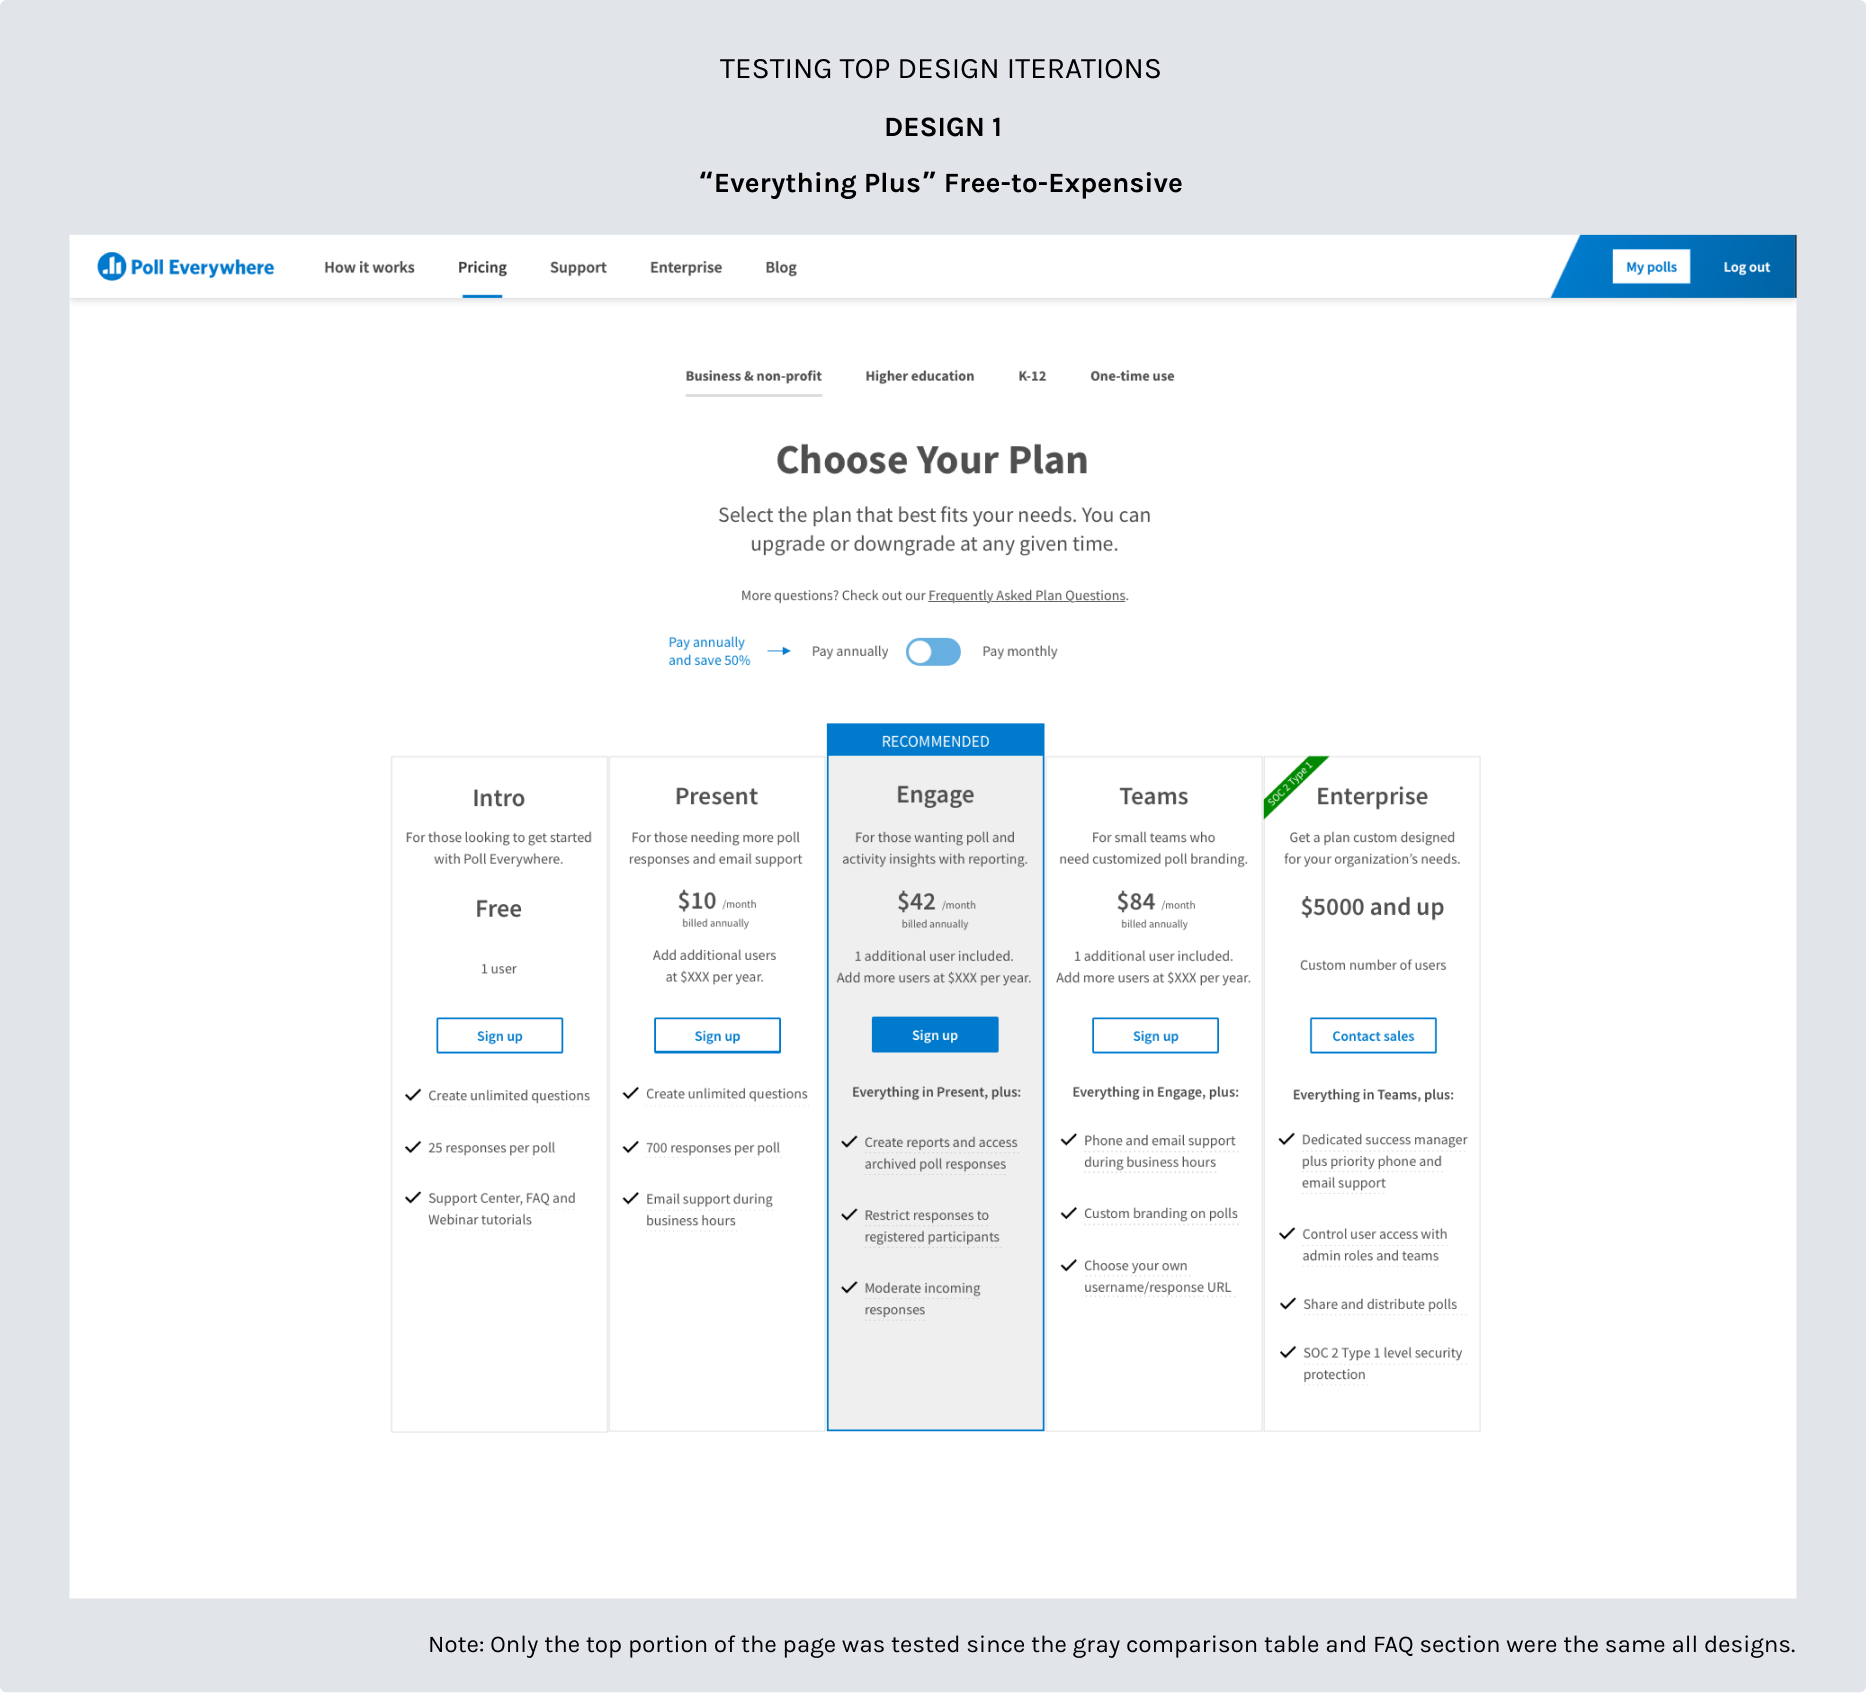 TESTING TOP DESIGN ITERATIONS
DESIGN 1
“Everything Plus” Free-to-Expensive
Poll Everywhere
How it works
Pricing
Support
Enterprise
Blog
My polls
Log out
Business & non-profit
Higher education
K-12
One-time use
Choose Your Plan
Select the plan that best fits your needs. You can
upgrade or downgrade at any given time.
More questions? Check out our Frequently Asked Plan Questions.
Pay annually
and save 50%
Pay annually
Pay monthly
Intro
For those looking to get started
with Poll Everywhere.
Free
1 user
Sign up
Create unlimited questions
25 responses per poll
Support Center, FAQ and
Webinar tutorials
Present
For those needing more poll
responses and email support
$10 /month
billed annually
Add additional users
at $XXX per year.
Sign up
Create unlimited questions
700 responses per poll
Email support during
business hours
RECOMMENDED
Engage
For those wanting poll and
activity insights with reporting.
$42 /month
billed annually
1 additional user included.
Add more users at $XXX per year.
Sign up
Everything in Present, plus:
Create reports and access
archived poll responses
Restrict responses to
registered participants
Moderate incoming
responses
Teams
For small teams who
need customized poll branding.
$84 /month
billed annually
1 additional user included.
Add more users at $XXX per year.
Sign up
Everything in Engage, plus:
Phone and email support
during business hours
Custom branding on polls
Choose your own
username/response URL
SOC 2 Type 1
Enterprise
Get a plan custom designed
for your organization’s needs.
$5000 and up
Custom number of users
Contact sales
Everything in Teams, plus:
Dedicated success manager
plus priority phone and
email support
Control user access with
admin roles and teams
Share and distribute polls
SOC 2 Type 1 level security
protection
Note: Only the top portion of the page was tested since the gray comparison table and FAQ section were the same all designs.